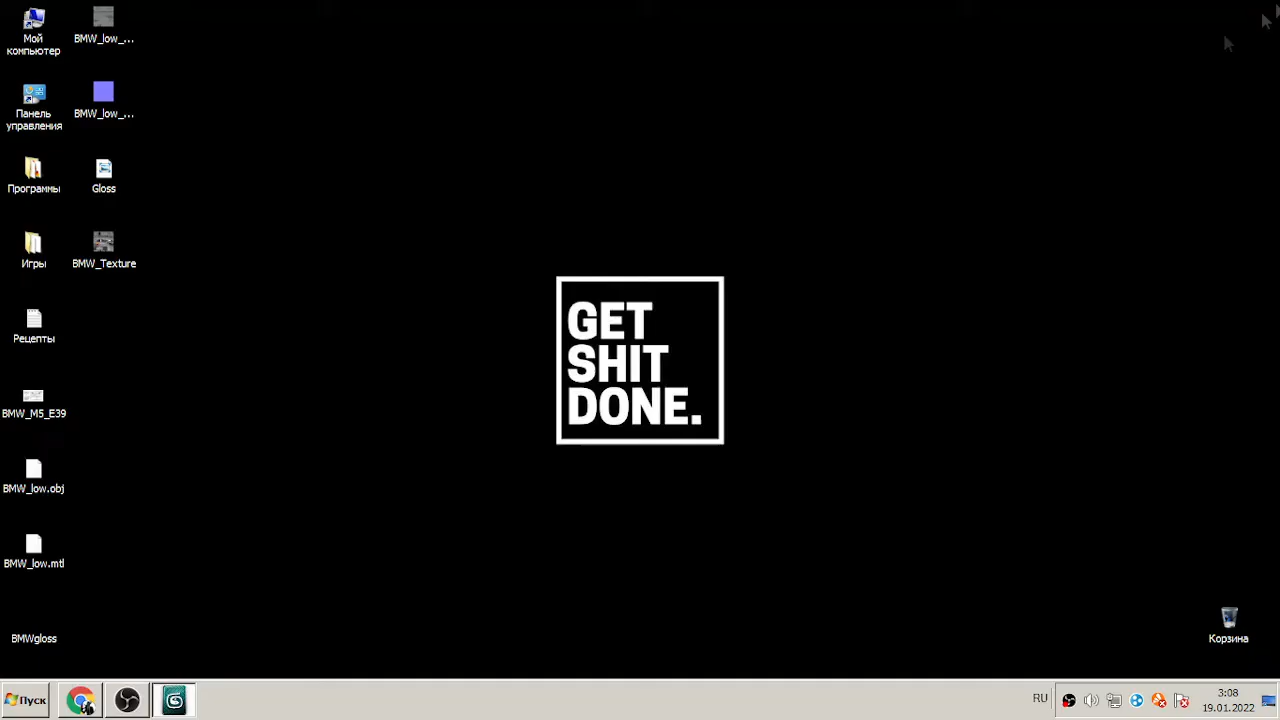 Мой
компьютер
BMW_low_...
Панель
управления
BMW_low_...
Программы
Gloss
Игры
BMW_Texture
Рецепты
BMW_M5_E39
BMW_low.obj
BMW_low.mtl
BMWgloss
GET
SHIT
DONE.
Корзина
Пуск
RU
3:08
19.01.2022